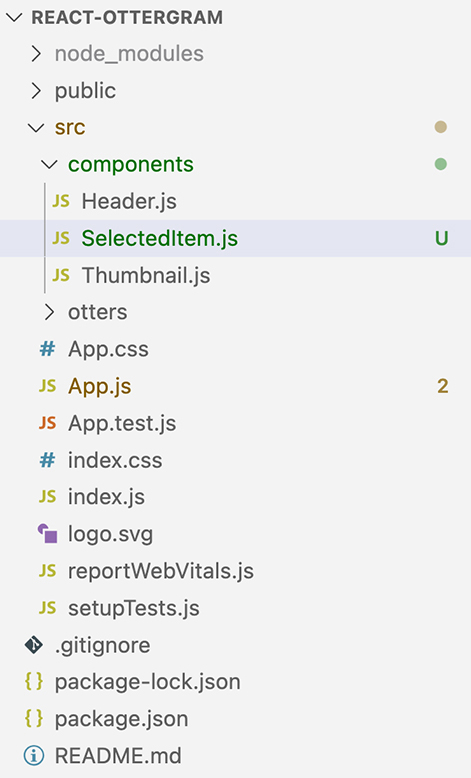 REACT-OTTERGRAM
node_modules
public
src
components
JS Header.js
JS SelectedItem.js U
JS Thumbnail.js
otters
# App.css
JS App.js 2
JS App.test.js
# index.css
JS index.js
logo.svg
JS reportWebVitals.js
JS setupTests.js
.gitignore
{} package-lock.json
{} package.json
README.md